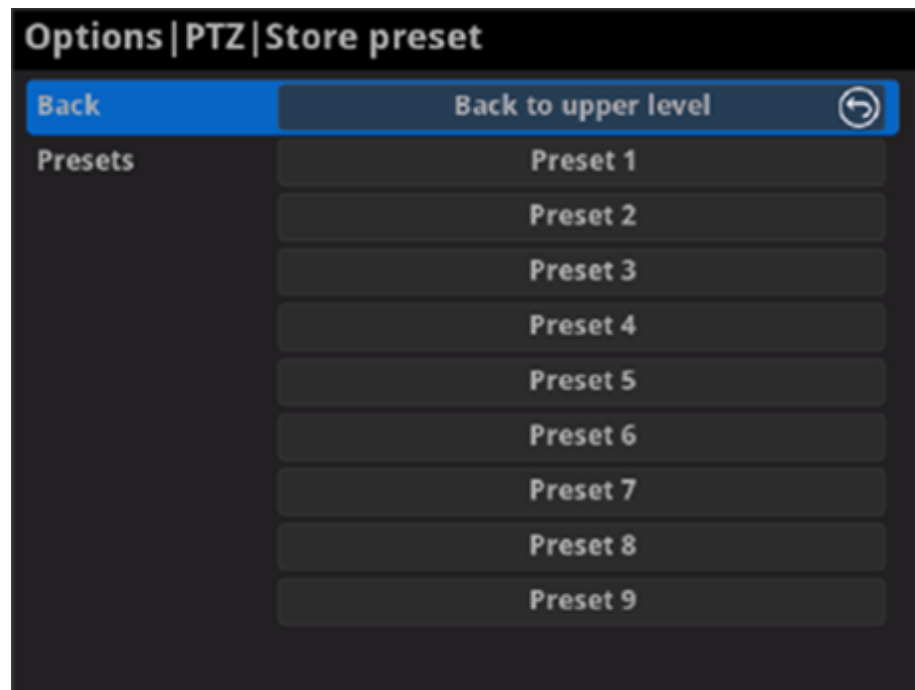 Options|PTZ|Store preset
Back Back to upper level
Presets Preset 1
Preset 2
Preset 3
Preset 4
Preset 5
Preset 6
Preset 7
Preset 8
Preset 9